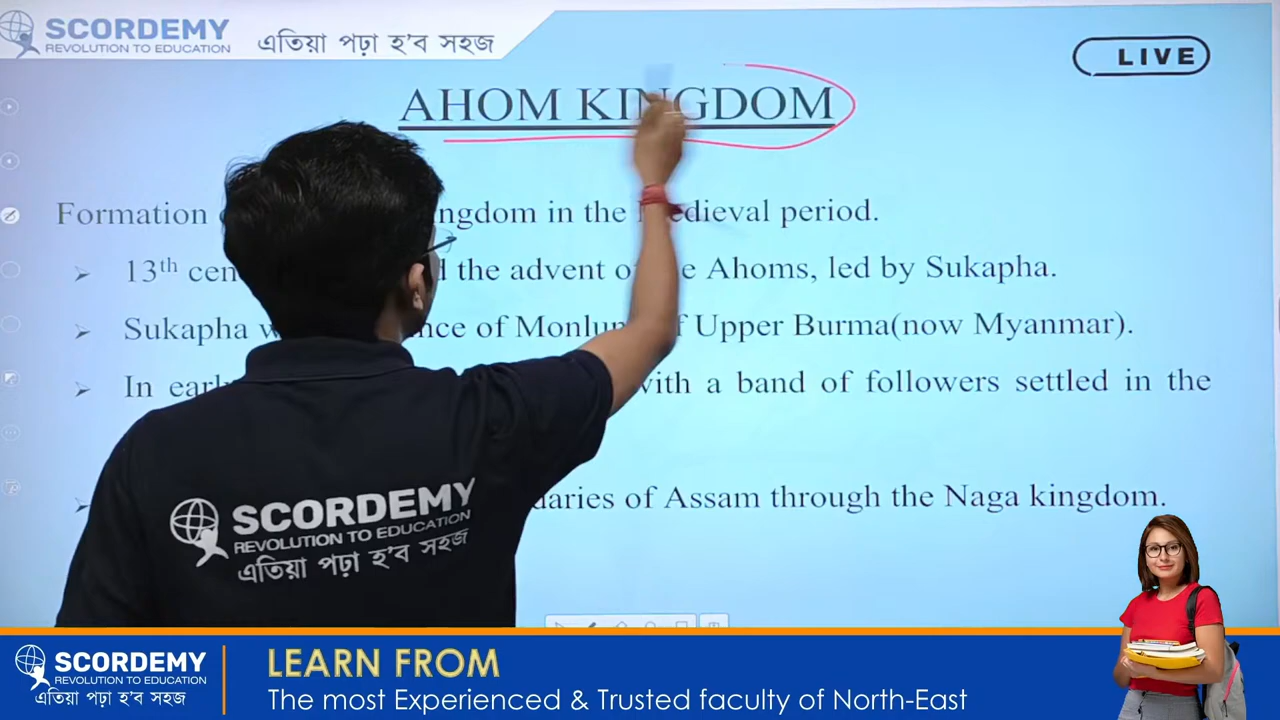 SCORDEMY
REVOLUTION TO EDUCATION
এতিয়া পঢ়া হ'ব সহজ
LIVE
AHOM KINGDOM
Formation ngdom in the edieval period.
➤ 13th cen the advent o e Ahoms, led by Sukapha.
➤ Sukapha nce of Monlun f Upper Burma(now Myanmar).
➤ In earl with a band of followers settled in the
➤ daries of Assam through the Naga kingdom.
SCORDEMY
REVOLUTION TO EDUCATION
এতিয়া পঢ়া হ'ব সহজ
SCORDEMY
REVOLUTION TO EDUCATION
এতিয়া পঢ়া হ'ব সহজ
LEARN FROM
The most Experienced & Trusted faculty of North-East